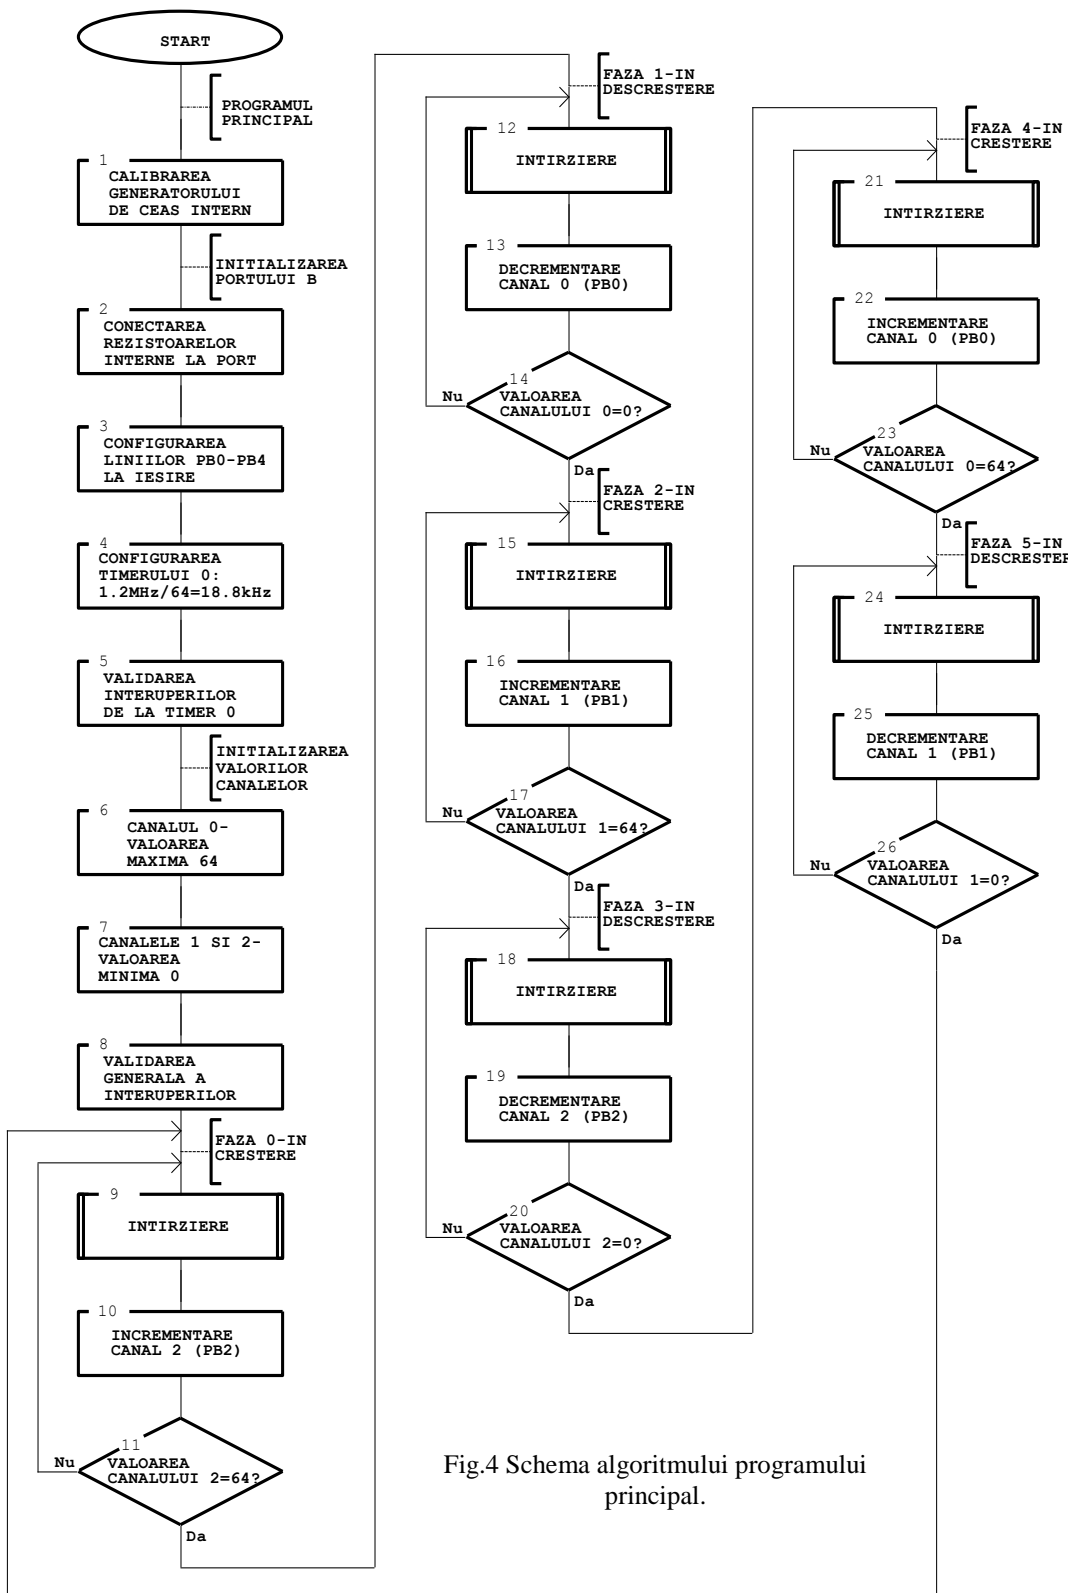 START
PROGRAMUL
PRINCIPAL
1
CALIBRAREA
GENERATORULUI
DE CEAS INTERN
INITIALIZAREA
PORTULUI B
2
CONECTAREA
REZISTOARELOR
INTERNE LA PORT
3
CONFIGURAREA
LINIILOR PB0-PB4
LA IESIRE
4
CONFIGURAREA
TIMERULUI 0:
1.2MHz/64=18.8kHz
5
VALIDAREA
INTERUPERILOR
DE LA TIMER 0
INITIALIZAREA
VALORILOR
CANALELOR
6
CANALUL 0-
VALOAREA
MAXIMA 64
7
CANALELE 1 SI 2-
VALOAREA
MINIMA 0
8
VALIDAREA
GENERALA A
INTERUPERILOR
FAZA 0-IN
CRESTERE
9
INTIRZIERE
10
INCREMENTARE
CANAL 2 (PB2)
11
VALOAREA
CANALULUI 2=64?
Nu
Da
FAZA 1-IN
DESCRESTERE
12
INTIRZIERE
13
DECREMENTARE
CANAL 0 (PB0)
14
VALOAREA
CANALULUI 0=0?
Nu
Da
FAZA 2-IN
CRESTERE
15
INTIRZIERE
16
INCREMENTARE
CANAL 1 (PB1)
17
VALOAREA
CANALULUI 1=64?
Nu
Da
FAZA 3-IN
DESCRESTERE
18
INTIRZIERE
19
DECREMENTARE
CANAL 2 (PB2)
20
VALOAREA
CANALULUI 2=0?
Nu
Da
FAZA 4-IN
CRESTERE
21
INTIRZIERE
22
INCREMENTARE
CANAL 0 (PB0)
23
VALOAREA
CANALULUI 0=64?
Nu
Da
FAZA 5-IN
DESCRESTERE
24
INTIRZIERE
25
DECREMENTARE
CANAL 1 (PB1)
26
VALOAREA
CANALULUI 1=0?
Nu
Da
Fig.4 Schema algoritmului programului
principal.